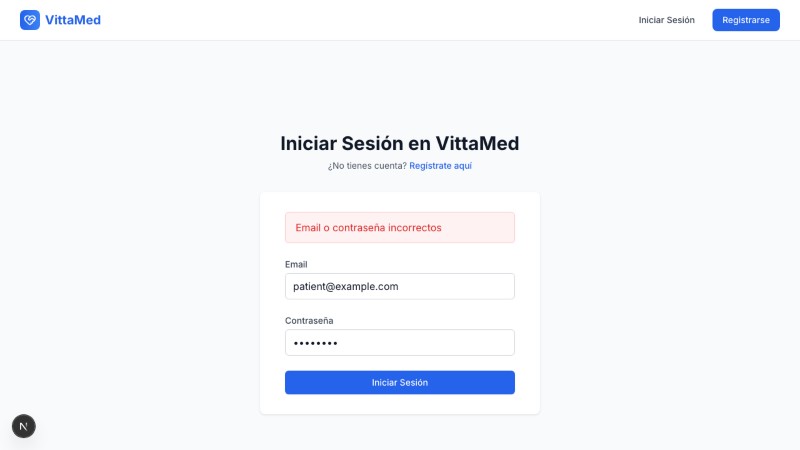 VittaMed
Iniciar Sesión
Registrarse
Iniciar Sesión en VittaMed
¿No tienes cuenta? Regístrate aquí
Email o contraseña incorrectos
Email
patient@example.com
Contraseña
••••••••
Iniciar Sesión
N